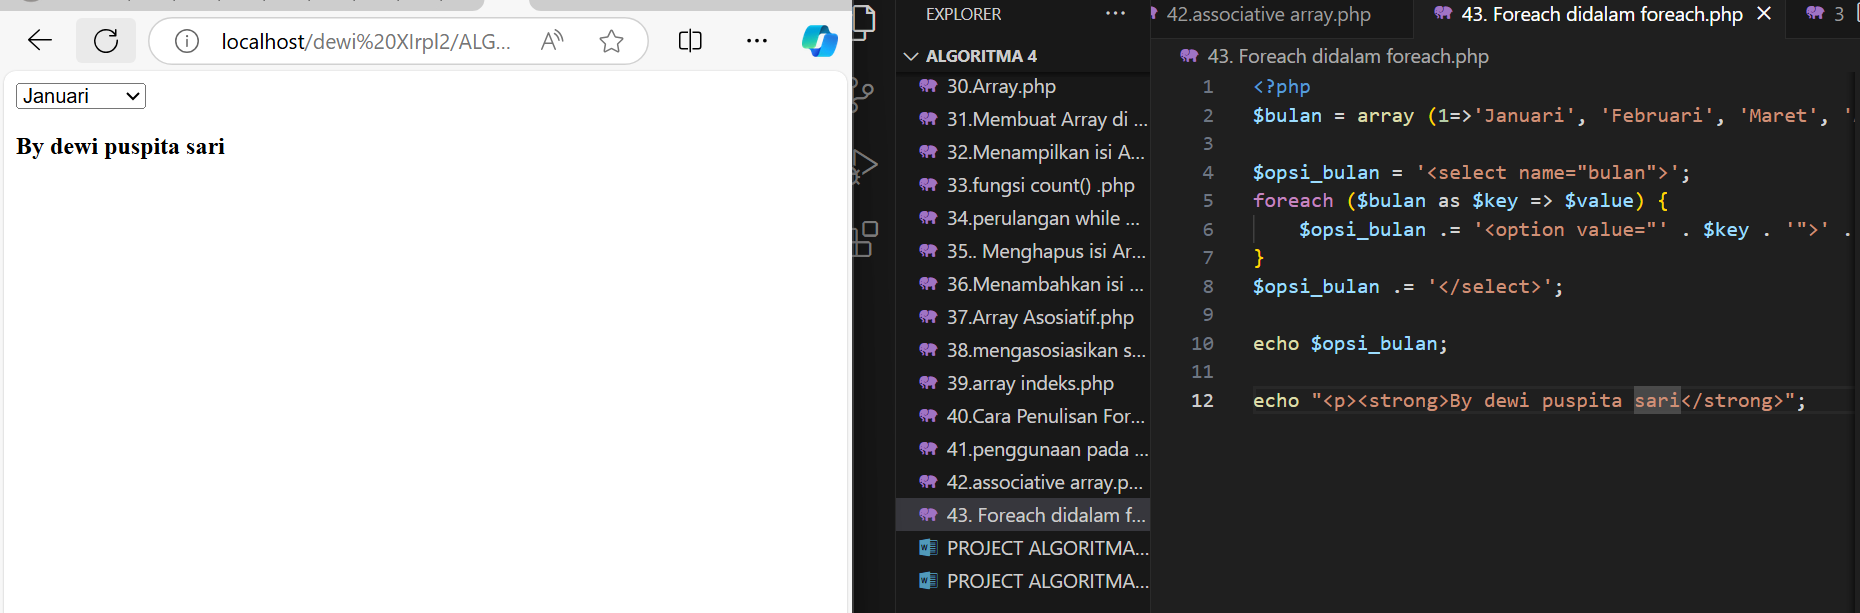 localhost/dewi%20XIrpl2/ALG...
Januari
By dewi puspita sari
EXPLORER
ALGORITMA 4
30.Array.php
31.Membuat Array di ...
32.Menampilkan isi A...
33.fungsi count() .php
34.perulangan while ...
35.. Menghapus isi Ar...
36.Menambahkan isi ...
37.Array Asosiatif.php
38.mengasosiasikan s...
39.array indeks.php
40.Cara Penulisan For...
41.penggunaan pada ...
42.associative array.p...
43. Foreach didalam f...
PROJECT ALGORITMA...
PROJECT ALGORITMA...
42.associative array.php
43. Foreach didalam foreach.php
3
43. Foreach didalam foreach.php
1 <?php
2 $bulan = array (1=>'Januari', 'Februari', 'Maret', '
3
4 $opsi_bulan = '<select name="bulan">';
5 foreach ($bulan as $key => $value) {
6 $opsi_bulan .= '<option value="' . $key . '">' .
7 }
8 $opsi_bulan .= '</select>';
9
10 echo $opsi_bulan;
11
12 echo "<p><strong>By dewi puspita sari</strong>";